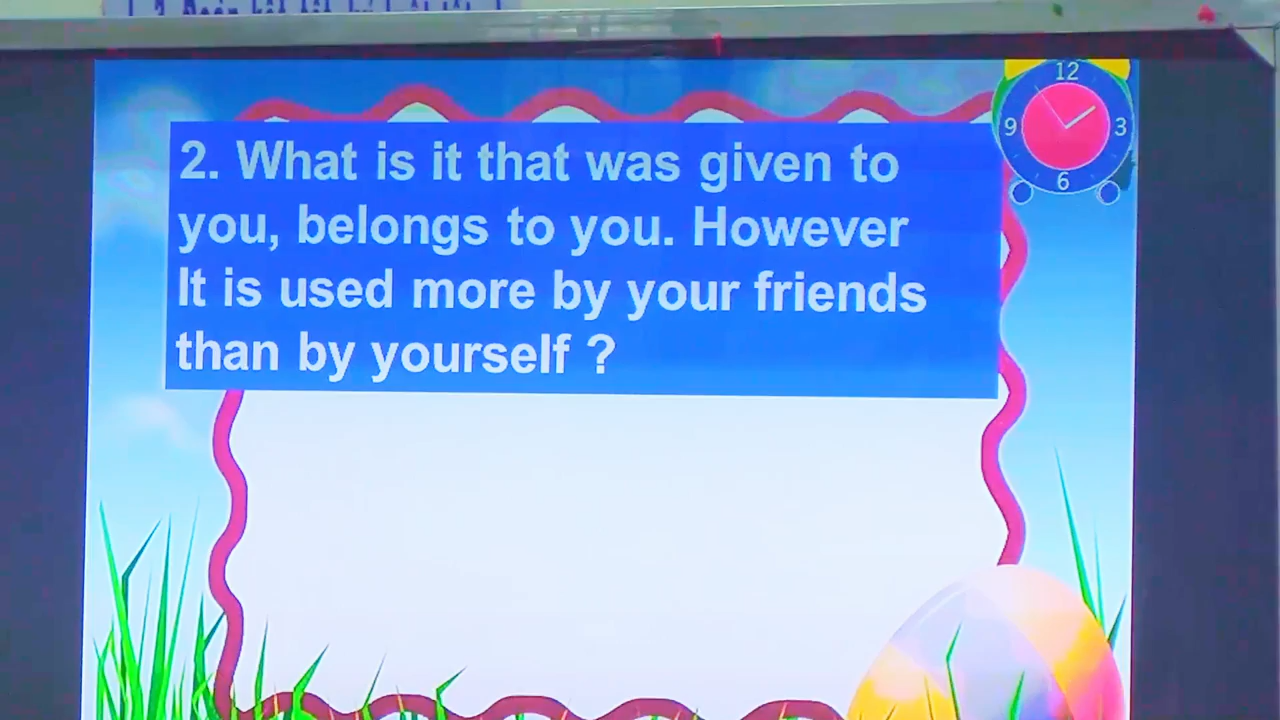 12
9
3
6
2. What is it that was given to
you, belongs to you. However
It is used more by your friends
than by yourself ?